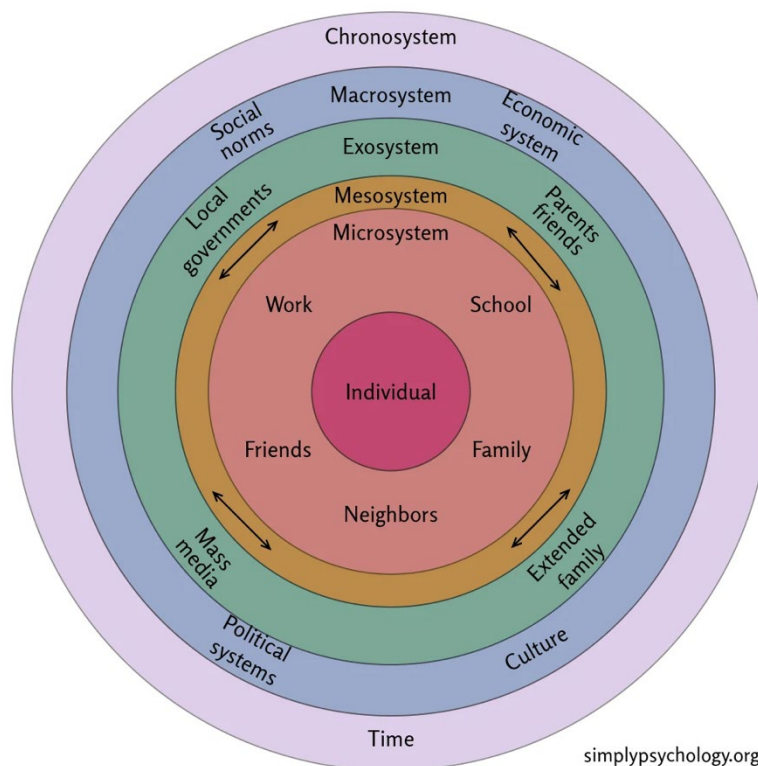 Chronosystem
Macrosystem
Social
norms
Economic
system
Exosystem
Local
governments
Parents
friends
Mesosystem
Microsystem
Work
School
Individual
Friends
Family
Neighbors
Mass
media
Extended
family
Political
systems
Culture
Time
simplypsychology.org